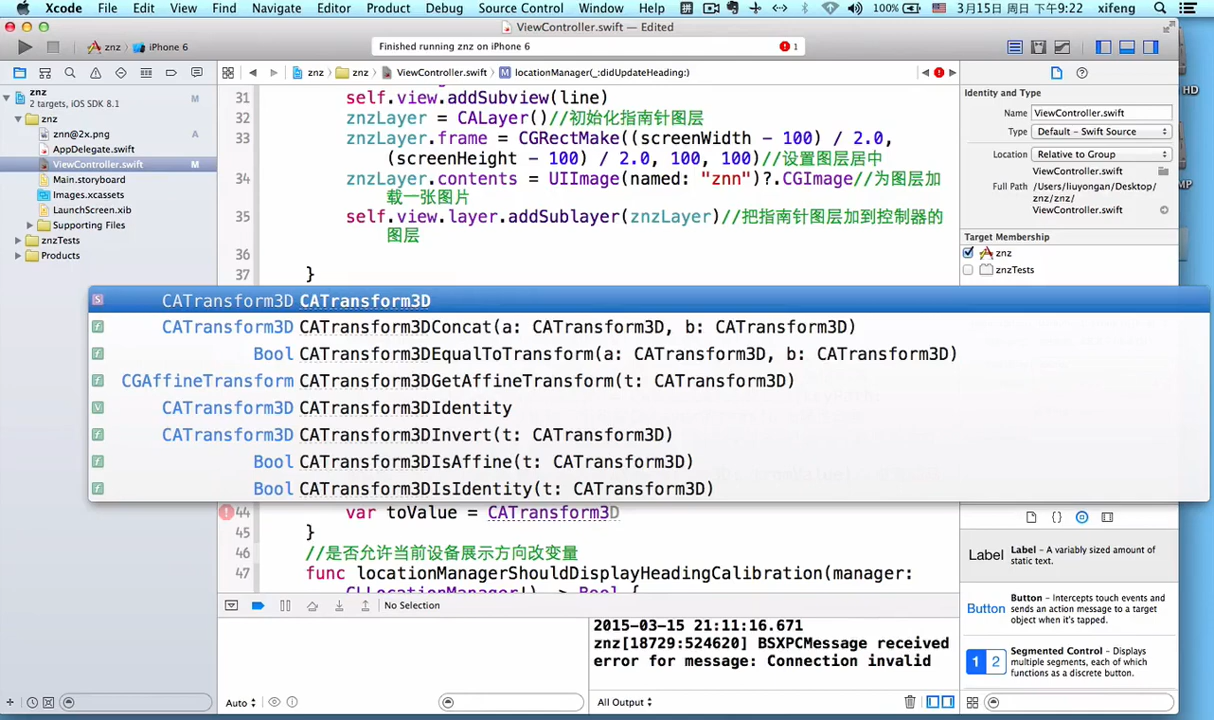 Xcode File Edit View Find Navigate Editor Product Debug Source Control Window Help 100% 3月15日 周日 下午9:22 xifeng
ViewController.swift — Edited
znz iPhone 6 Finished running znz on iPhone 6 1
znz znz ViewController.swift M locationManager(_:didUpdateHeading:)
znz M
2 targets, iOS SDK 8.1
znz
znn@2x.png A
AppDelegate.swift
ViewController.swift M
Main.storyboard
Images.xcassets
LaunchScreen.xib
Supporting Files
znzTests
Products
31 self.view.addSubview(line)
32 znzLayer = CALayer()//初始化指南针图层
33 znzLayer.frame = CGRectMake((screenWidth - 100) / 2.0,
(screenHeight - 100) / 2.0, 100, 100)//设置图层居中
34 znzLayer.contents = UIImage(named: "znn")?.CGImage//为图层加
载一张图片
35 self.view.layer.addSublayer(znzLayer)//把指南针图层加到控制器的
图层
36
37 }
S CATransform3D CATransform3D
f CATransform3D CATransform3DConcat(a: CATransform3D, b: CATransform3D)
f Bool CATransform3DEqualToTransform(a: CATransform3D, b: CATransform3D)
f CGAffineTransform CATransform3DGetAffineTransform(t: CATransform3D)
V CATransform3D CATransform3DIdentity
f CATransform3D CATransform3DInvert(t: CATransform3D)
f Bool CATransform3DIsAffine(t: CATransform3D)
f Bool CATransform3DIsIdentity(t: CATransform3D)
44 var toValue = CATransform3D
45 }
46 //是否允许当前设备展示方向改变量
47 func locationManagerShouldDisplayHeadingCalibration(manager:
CLLocationManager!) -> Bool {
Identity and Type
Name ViewController.swift
Type Default - Swift Source
Location Relative to Group
ViewController.swift
Full Path /Users/liuyongan/Desktop/
znz/znz/
ViewController.swift
Target Membership
znz
znzTests
Label Label – A variably sized amount of
static text.
Button Button – Intercepts touch events and
sends an action message to a target
object when it's tapped.
1 2 Segmented Control – Displays
multiple segments, each of which
functions as a discrete button.
No Selection
2015-03-15 21:11:16.671
znz[18729:524620] BSXPCMessage received
error for message: Connection invalid
Auto All Output
HD